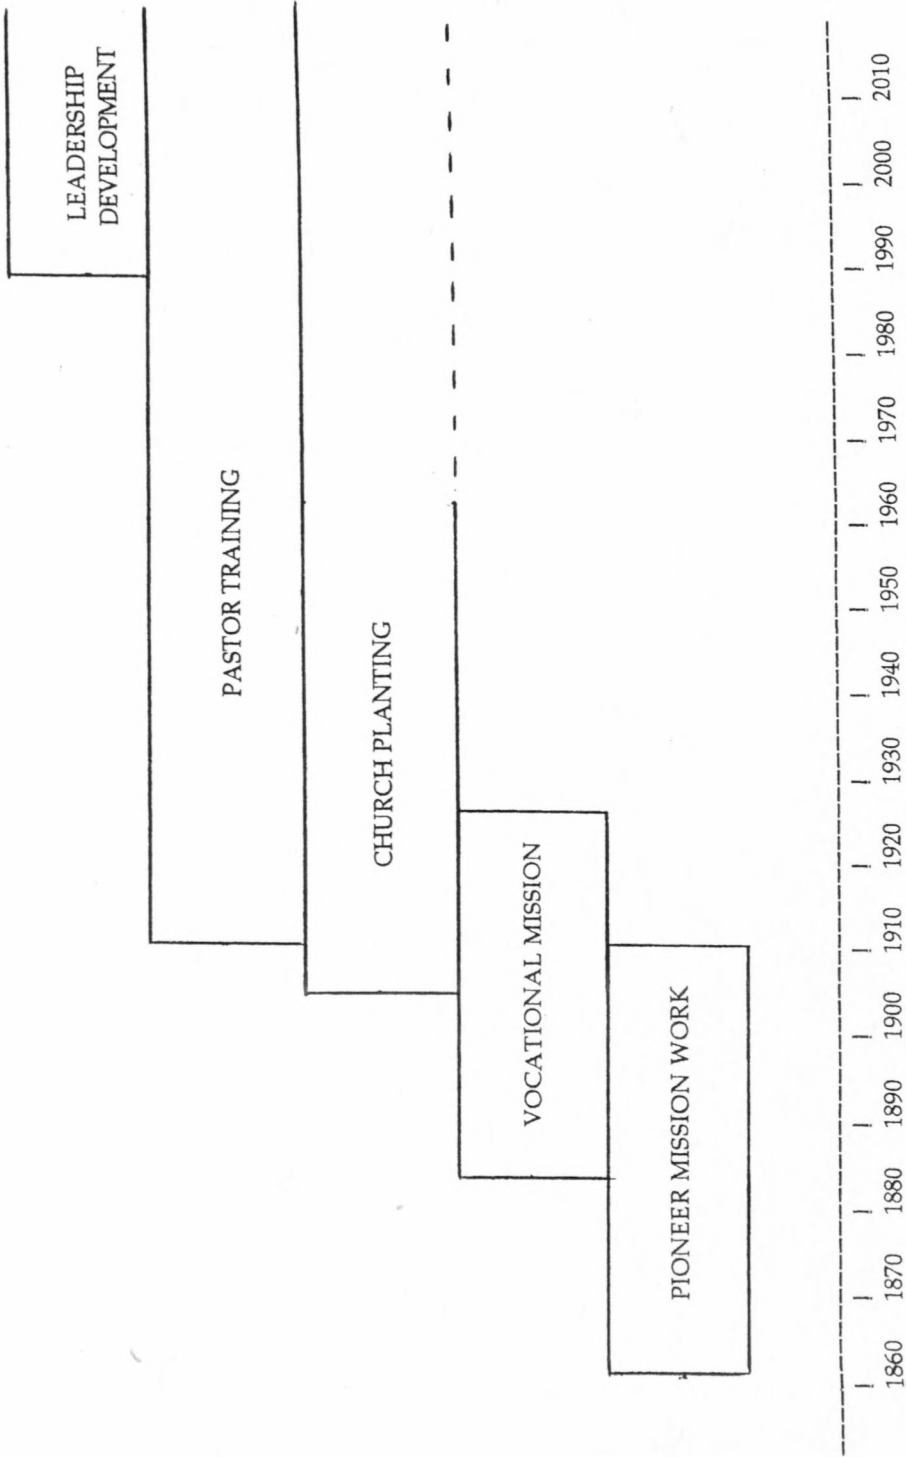 LEADERSHIP
DEVELOPMENT
PASTOR TRAINING
CHURCH PLANTING
VOCATIONAL MISSION
PIONEER MISSION WORK
1860 1870 1880 1890 1900 1910 1920 1930 1940 1950 1960 1970 1980 1990 2000 2010